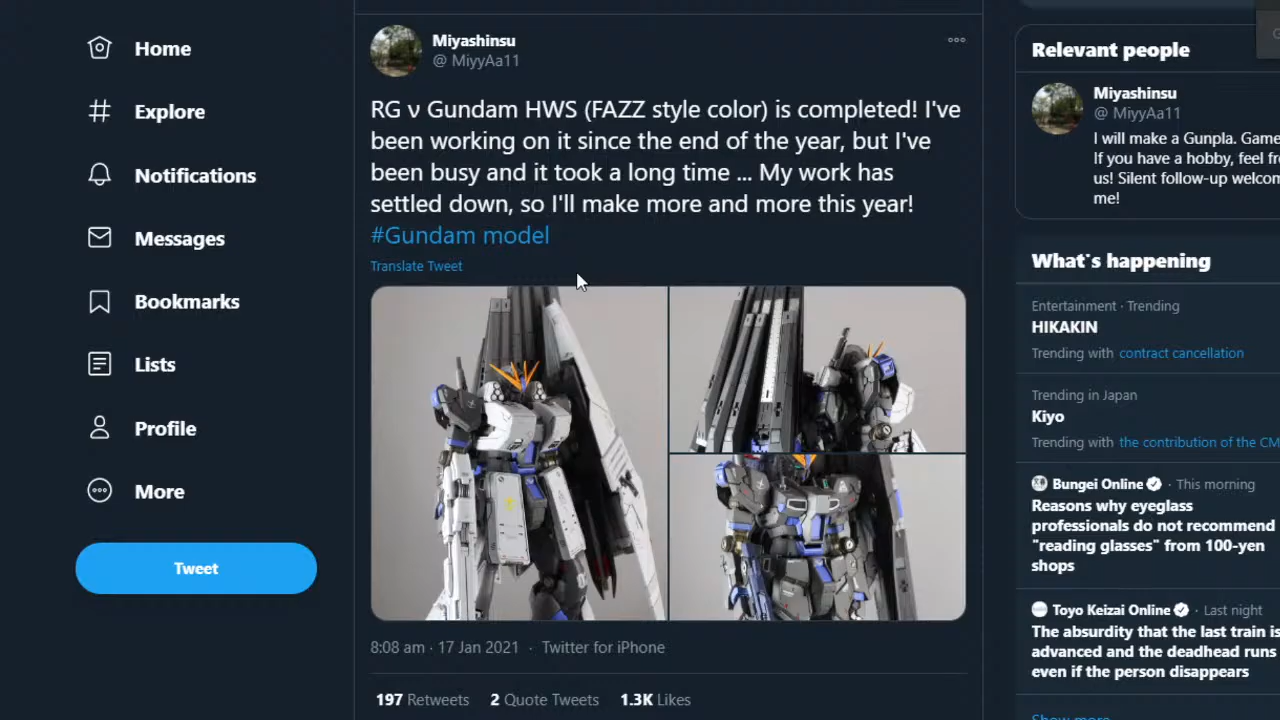 Home
Explore
Notifications
Messages
Bookmarks
Lists
Profile
More
Tweet
Miyashinsu
@ MiyyAa11
RG ν Gundam HWS (FAZZ style color) is completed! I've
been working on it since the end of the year, but I've
been busy and it took a long time ... My work has
settled down, so I'll make more and more this year!
#Gundam model
Translate Tweet
8:08 am · 17 Jan 2021 · Twitter for iPhone
197 Retweets 2 Quote Tweets 1.3K Likes
Relevant people
Miyashinsu
@ MiyyAa11
I will make a Gunpla. Game
If you have a hobby, feel
us! Silent follow-up
me!
What's happening
Entertainment · Trending
HIKAKIN
Trending with contract cancellation
Trending in Japan
Kiyo
Trending with the contribution of the CM
Bungei Online · This morning
Reasons why eyeglass
professionals do not recommend
"reading glasses" from 100-yen
shops
Toyo Keizai Online · Last night
The absurdity that the last train is
advanced and the deadhead runs
even if the person disappears
Show more